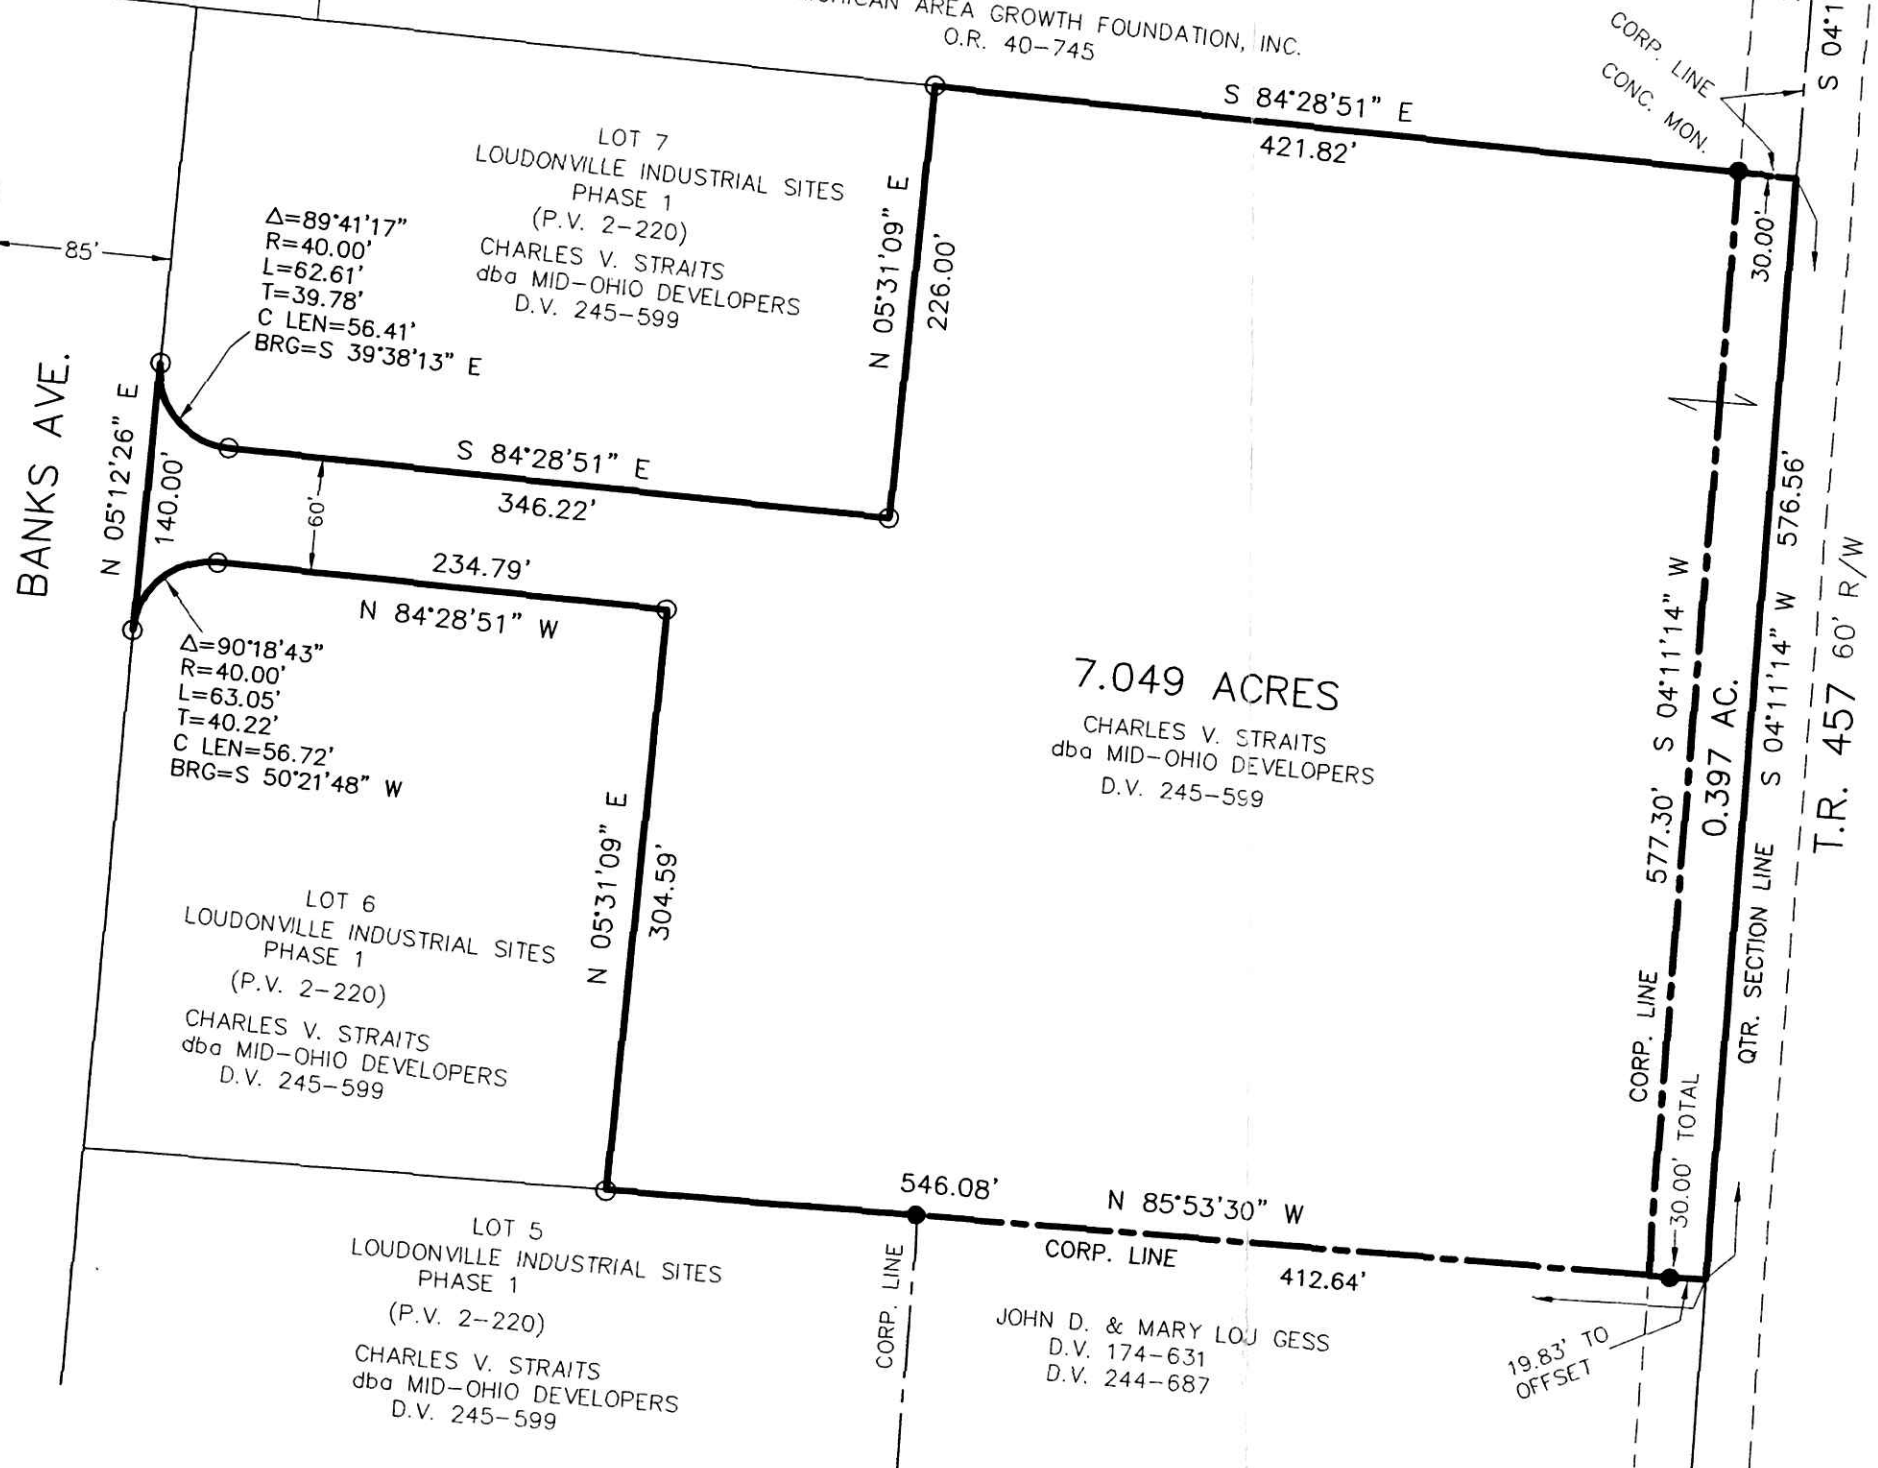 AREA GROWTH FOUNDATION, INC.
O.R. 40-745
CORP. LINE
CONC. MON.
S 04°1
S 84°28'51" E
421.82'
30.00'
LOT 7
LOUDONVILLE INDUSTRIAL SITES
PHASE 1
(P.V. 2-220)
CHARLES V. STRAITS
dba MID-OHIO DEVELOPERS
D.V. 245-599
N 05°31'09" E
226.00'
85'
Δ=89°41'17"
R=40.00'
L=62.61'
T=39.78'
C LEN=56.41'
BRG=S 39°38'13" E
BANKS AVE.
N 05°12'26" E
140.00'
S 84°28'51" E
346.22'
60'
234.79'
N 84°28'51" W
Δ=90°18'43"
R=40.00'
L=63.05'
T=40.22'
C LEN=56.72'
BRG=S 50°21'48" W
7.049 ACRES
CHARLES V. STRAITS
dba MID-OHIO DEVELOPERS
D.V. 245-599
CORP. LINE 577.30' S 04°11'14" W
0.397 AC.
QTR. SECTION LINE S 04°11'14" W 576.56'
T.R. 457 60' R/W
N 05°31'09" E
304.59'
LOT 6
LOUDONVILLE INDUSTRIAL SITES
PHASE 1
(P.V. 2-220)
CHARLES V. STRAITS
dba MID-OHIO DEVELOPERS
D.V. 245-599
30.00' TOTAL
546.08'
N 85°53'30" W
CORP. LINE
412.64'
CORP. LINE
LOT 5
LOUDONVILLE INDUSTRIAL SITES
PHASE 1
(P.V. 2-220)
CHARLES V. STRAITS
dba MID-OHIO DEVELOPERS
D.V. 245-599
JOHN D. & MARY LOU GESS
D.V. 174-631
D.V. 244-687
19.83' TO
OFFSET